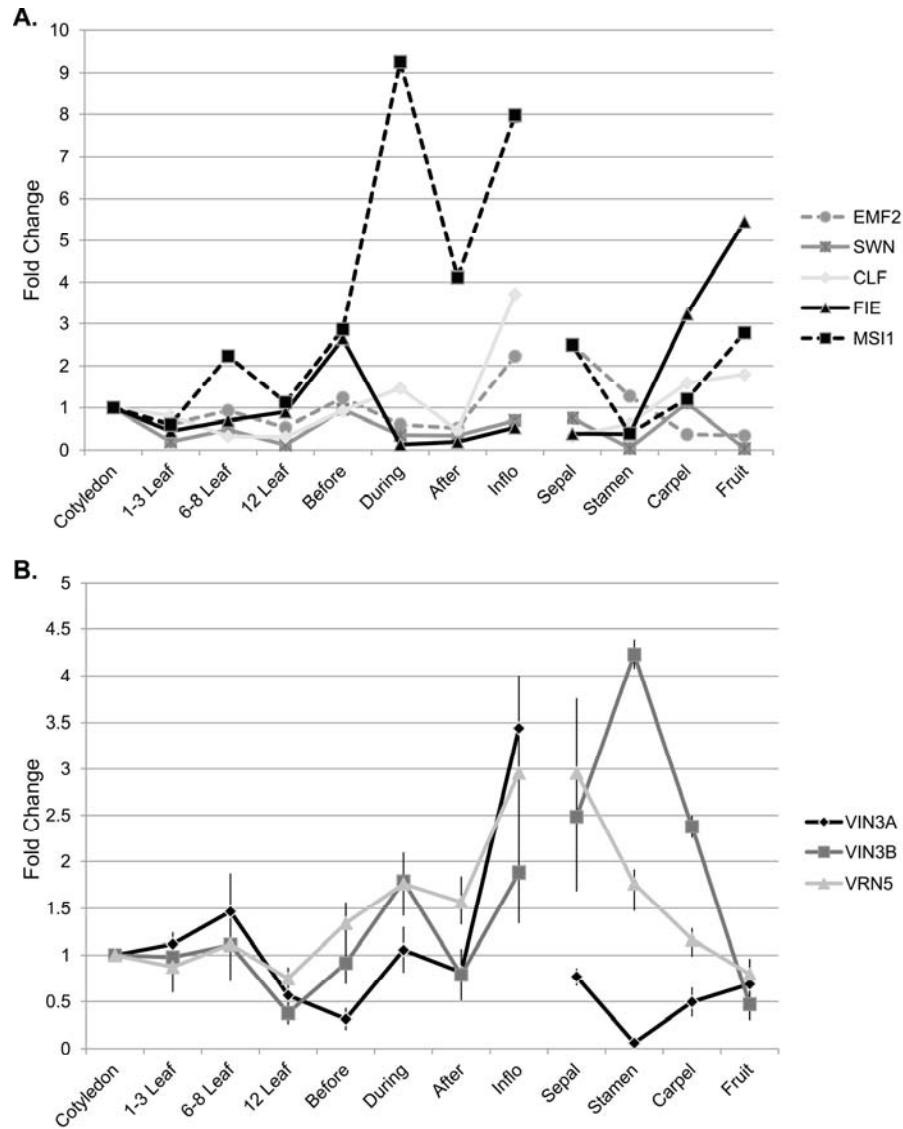 A.
10
9
8
7
6
5
4
3
2
1
0
Fold Change
Cotyledon
1-3 Leaf
6-8 Leaf
12 Leaf
Before
During
After
Inflo
Sepal
Stamen
Carpel
Fruit
EMF2
SWN
CLF
FIE
MSI1
B.
5
4.5
4
3.5
3
2.5
2
1.5
1
0.5
0
Fold Change
Cotyledon
1-3 Leaf
6-8 Leaf
12 Leaf
Before
During
After
Inflo
Sepal
Stamen
Carpel
Fruit
VIN3A
VIN3B
VRN5